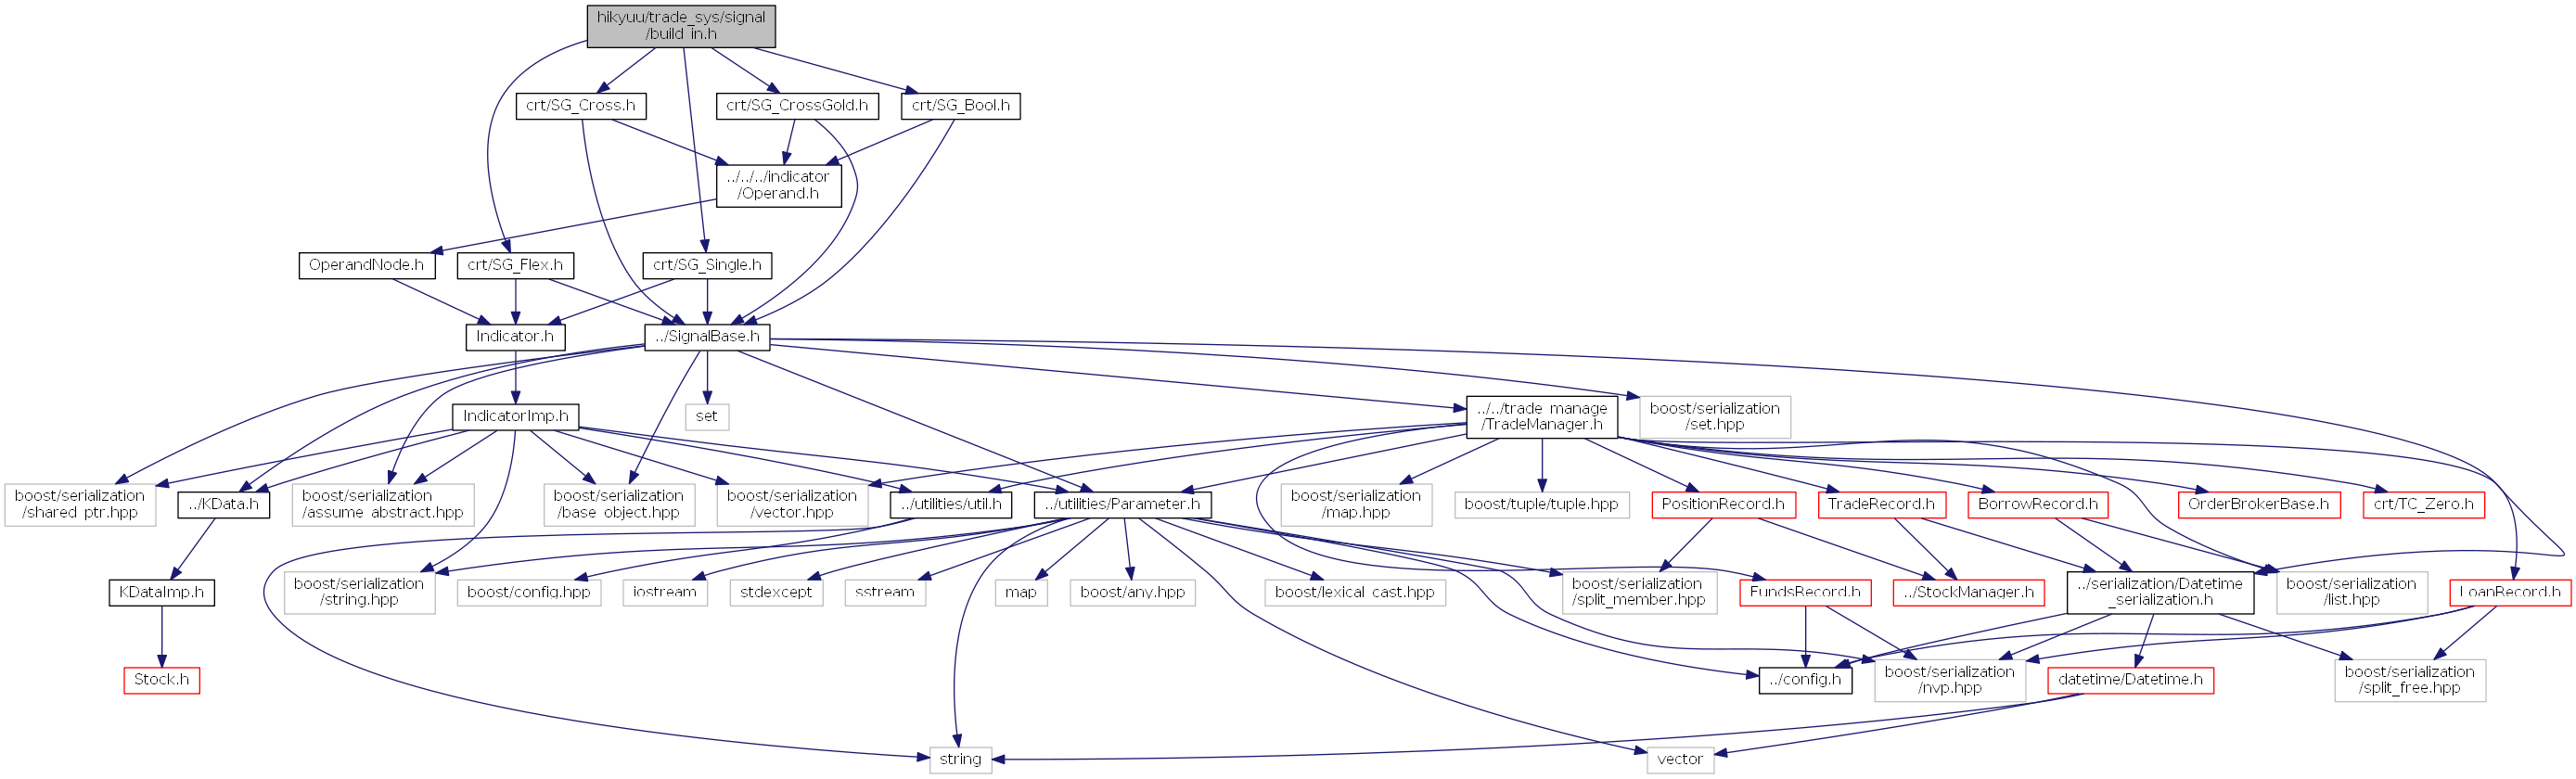 hikyuu/trade_sys/signal
/build_in.h
crt/SG_Cross.h
crt/SG_CrossGold.h
crt/SG_Bool.h
../../../indicator
/Operand.h
OperandNode.h
crt/SG_Flex.h
crt/SG_Single.h
Indicator.h
../SignalBase.h
IndicatorImp.h
set
../../trade_manage
/TradeManager.h
boost/serialization
/set.hpp
boost/serialization
/shared_ptr.hpp
../KData.h
boost/serialization
/assume_abstract.hpp
boost/serialization
/base_object.hpp
boost/serialization
/vector.hpp
../utilities/util.h
../utilities/Parameter.h
boost/serialization
/map.hpp
boost/tuple/tuple.hpp
PositionRecord.h
TradeRecord.h
BorrowRecord.h
OrderBrokerBase.h
crt/TC_Zero.h
KDataImp.h
boost/serialization
/string.hpp
boost/config.hpp
iostream
stdexcept
sstream
map
boost/any.hpp
boost/lexical_cast.hpp
boost/serialization
/split_member.hpp
FundsRecord.h
../StockManager.h
../serialization/Datetime
_serialization.h
boost/serialization
/list.hpp
LoanRecord.h
Stock.h
../config.h
boost/serialization
/nvp.hpp
datetime/Datetime.h
boost/serialization
/split_free.hpp
string
vector